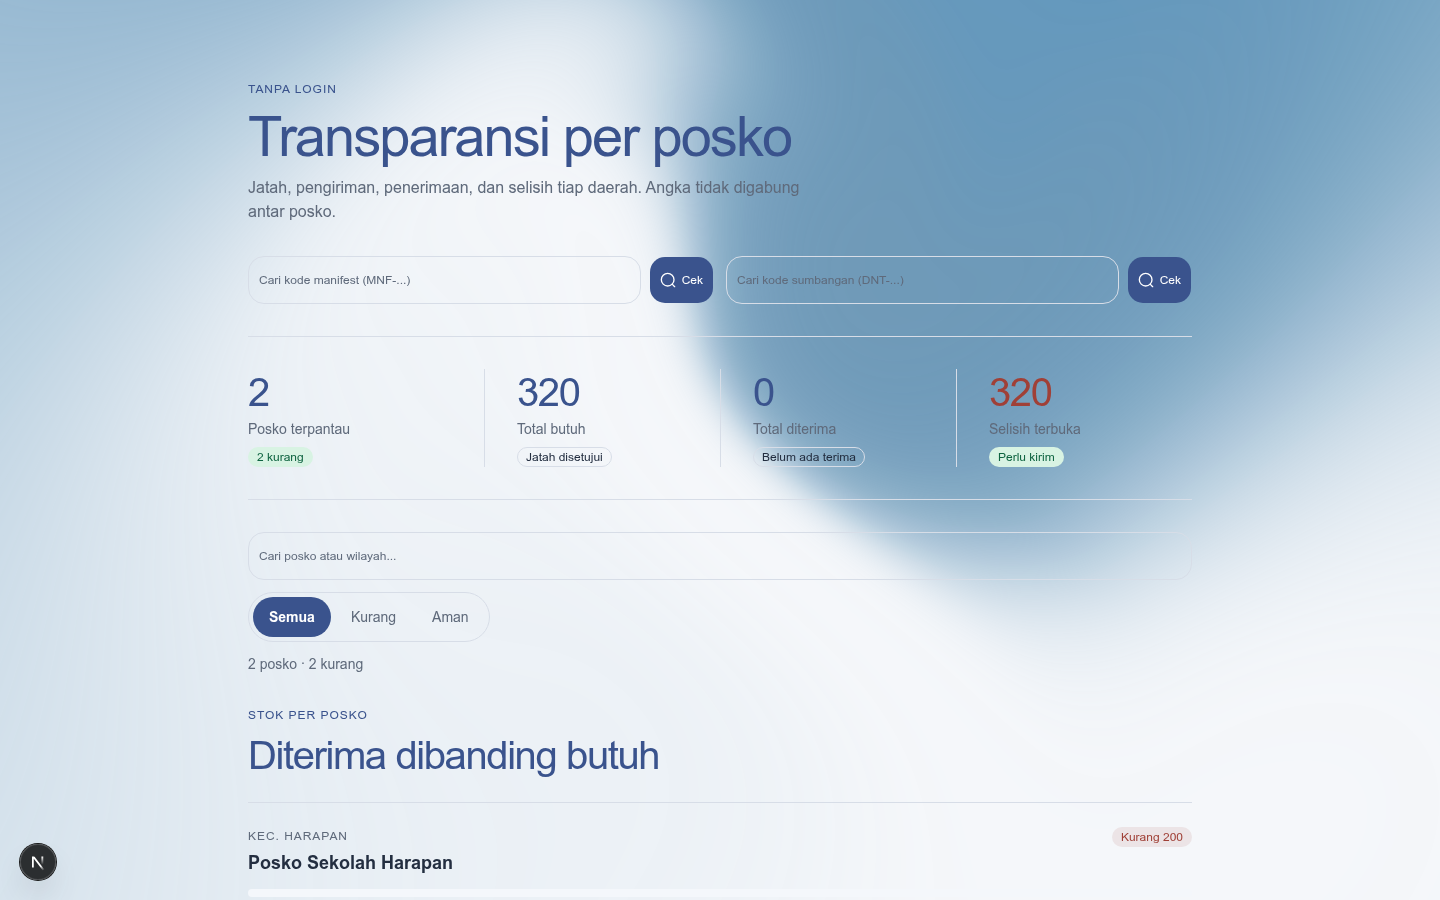 TANPA LOGIN
Transparansi per posko
Jatah, pengiriman, penerimaan, dan selisih tiap daerah. Angka tidak digabung
antar posko.
Cari kode manifest (MNF-...)
Cek
Cari kode sumbangan (DNT-...)
Cek
2
Posko terpantau
2 kurang
320
Total butuh
Jatah disetujui
0
Total diterima
Belum ada terima
320
Selisih terbuka
Perlu kirim
Cari posko atau wilayah...
Semua
Kurang
Aman
2 posko · 2 kurang
STOK PER POSKO
Diterima dibanding butuh
KEC. HARAPAN
Kurang 200
Posko Sekolah Harapan
N